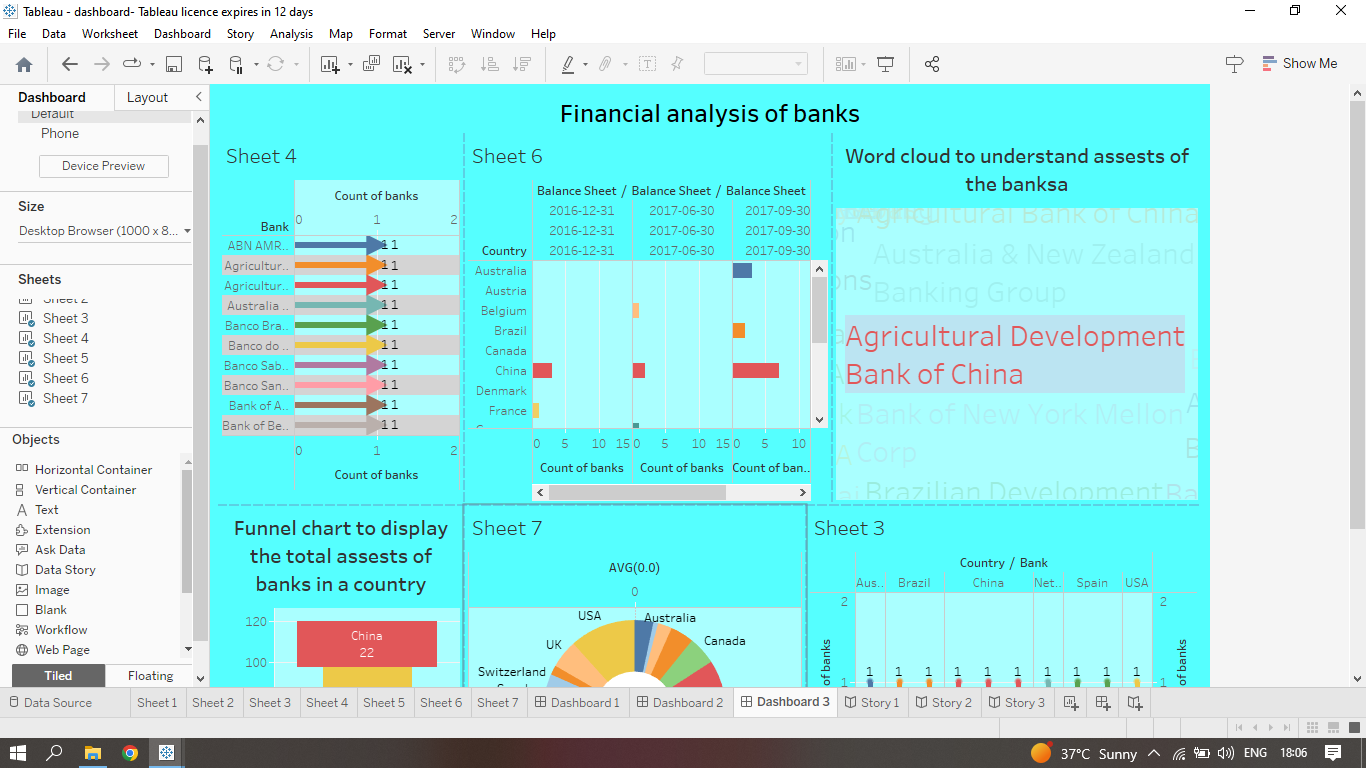 Tableau - dashboard- Tableau licence expires in 12 days
File Data Worksheet Dashboard Story Analysis Map Format Server Window Help
Show Me
Dashboard Layout
Default
Phone
Device Preview
Size
Desktop Browser (1000 x 8...
Sheets
Sheet 2
Sheet 3
Sheet 4
Sheet 5
Sheet 6
Sheet 7
Objects
Horizontal Container
Vertical Container
Text
Extension
Ask Data
Data Story
Image
Blank
Workflow
Web Page
Tiled Floating
Financial analysis of banks
Sheet 4
Count of banks
0 1 2
Bank
ABN AMR.. 1 1
Agricultur.. 1 1
Agricultur.. 1 1
Australia .. 1 1
Banco Bra.. 1 1
Banco do .. 1 1
Banco Sab.. 1 1
Banco San.. 1 1
Bank of A.. 1 1
Bank of Be.. 1 1
0 1 2
Count of banks
Sheet 6
Balance Sheet / Balance Sheet / Balance Sheet
2016-12-31 2017-06-30 2017-09-30
2016-12-31 2017-06-30 2017-09-30
Country 2016-12-31 2017-06-30 2017-09-30
Australia
Austria
Belgium
Brazil
Canada
China
Denmark
France
0 5 10 15 0 5 10 15 0 5 10
Count of banks Count of banks Count of ban..
Word cloud to understand assests of
the banksa
Agricultural Bank of China
Australia & New Zealand
Banking Group
Agricultural Development
Bank of China
Bank of New York Mellon
Corp
Brazilian Development
Funnel chart to display
the total assests of
banks in a country
120
China
22
100
Sheet 7
AVG(0.0)
0
USA Australia
UK Canada
Switzerland
Sheet 3
Country / Bank
Aus.. Brazil China Net.. Spain USA
2 2
of banks of banks
1 1 1 1 1 1 1 1 1 1
1 1
Data Source Sheet 1 Sheet 2 Sheet 3 Sheet 4 Sheet 5 Sheet 6 Sheet 7 Dashboard 1 Dashboard 2 Dashboard 3 Story 1 Story 2 Story 3
37°C Sunny ENG 18:06